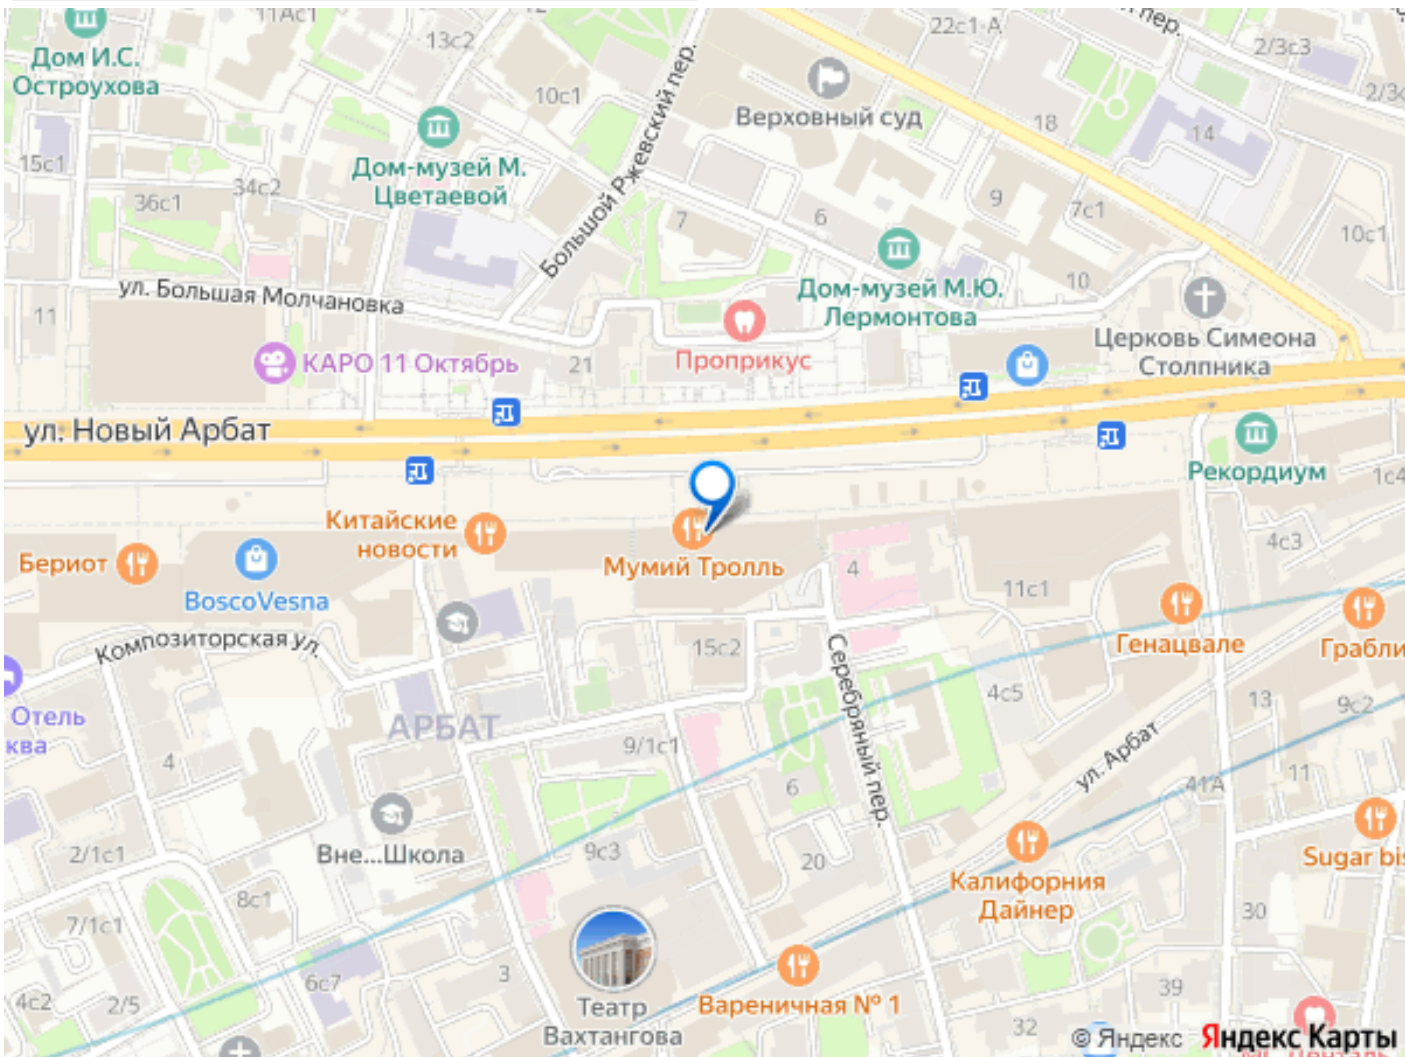 11Ас1
13с2
22с1-А
пер.
2/3с3
Дом И.С.
Остроухова
10с1
Большой Ржевский пер.
Верховный суд
18
14
2/3с
15с1
Дом-музей М.
Цветаевой
34с2
36с1
7
6
9
7с1
10с1
ул. Большая Молчановка
Дом-музей М.Ю.
Лермонтова
10
11
Церковь Симеона
Столпника
КАРО 11 Октябрь
21
Проприкус
ул. Новый Арбат
Рекордиум
1с4
Китайские
новости
Бериот
Мумий Тролль
4
4с3
BoscoVesna
11с1
Генацвале
Грабли
Композиторская ул.
15с2
Серебряный пер.
Отель
ква
АРБАТ
4с5
13
9с2
4
9/1с1
ул. Арбат
6
41А
11
2/1с1
Вне...Школа
9с3
20
Sugar bis
Калифорния
Дайнер
8с1
7/1с1
30
4с2
2/5
6с7
3
Театр
Вахтангова
Вареничная № 1
39
32
© Яндекс Яндекс Карты